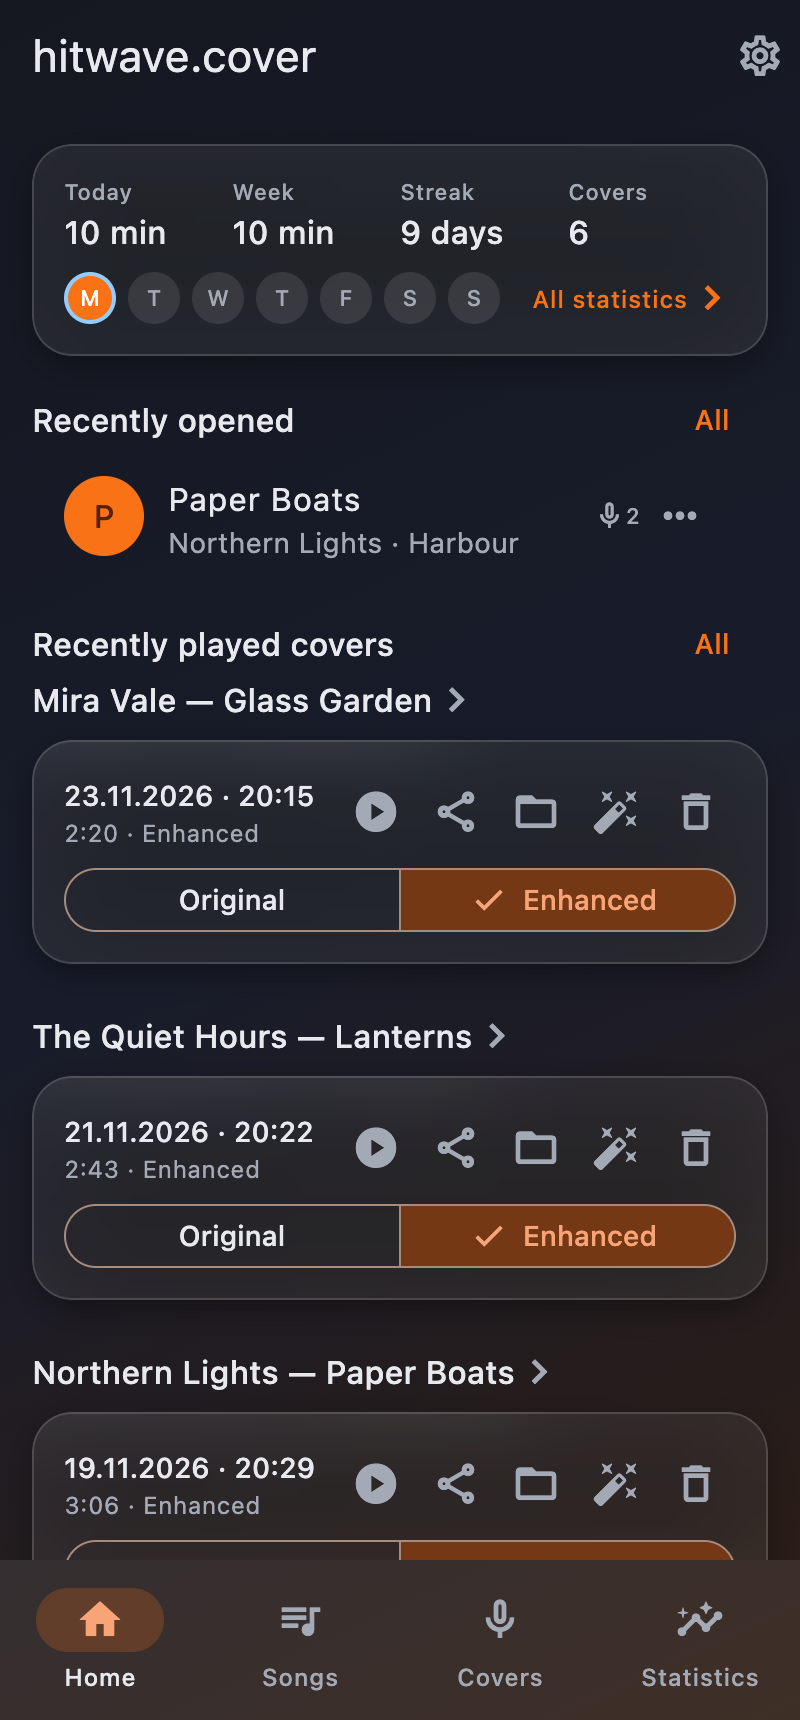 hitwave.cover
Today Week Streak Covers
10 min 10 min 9 days 6
M T W T F S S All statistics
Recently opened All
P Paper Boats
2
Northern Lights · Harbour
Recently played covers All
Mira Vale — Glass Garden
23.11.2026 · 20:15
2:20 · Enhanced
Original Enhanced
The Quiet Hours — Lanterns
21.11.2026 · 20:22
2:43 · Enhanced
Original Enhanced
Northern Lights — Paper Boats
19.11.2026 · 20:29
3:06 · Enhanced
Home Songs Covers Statistics